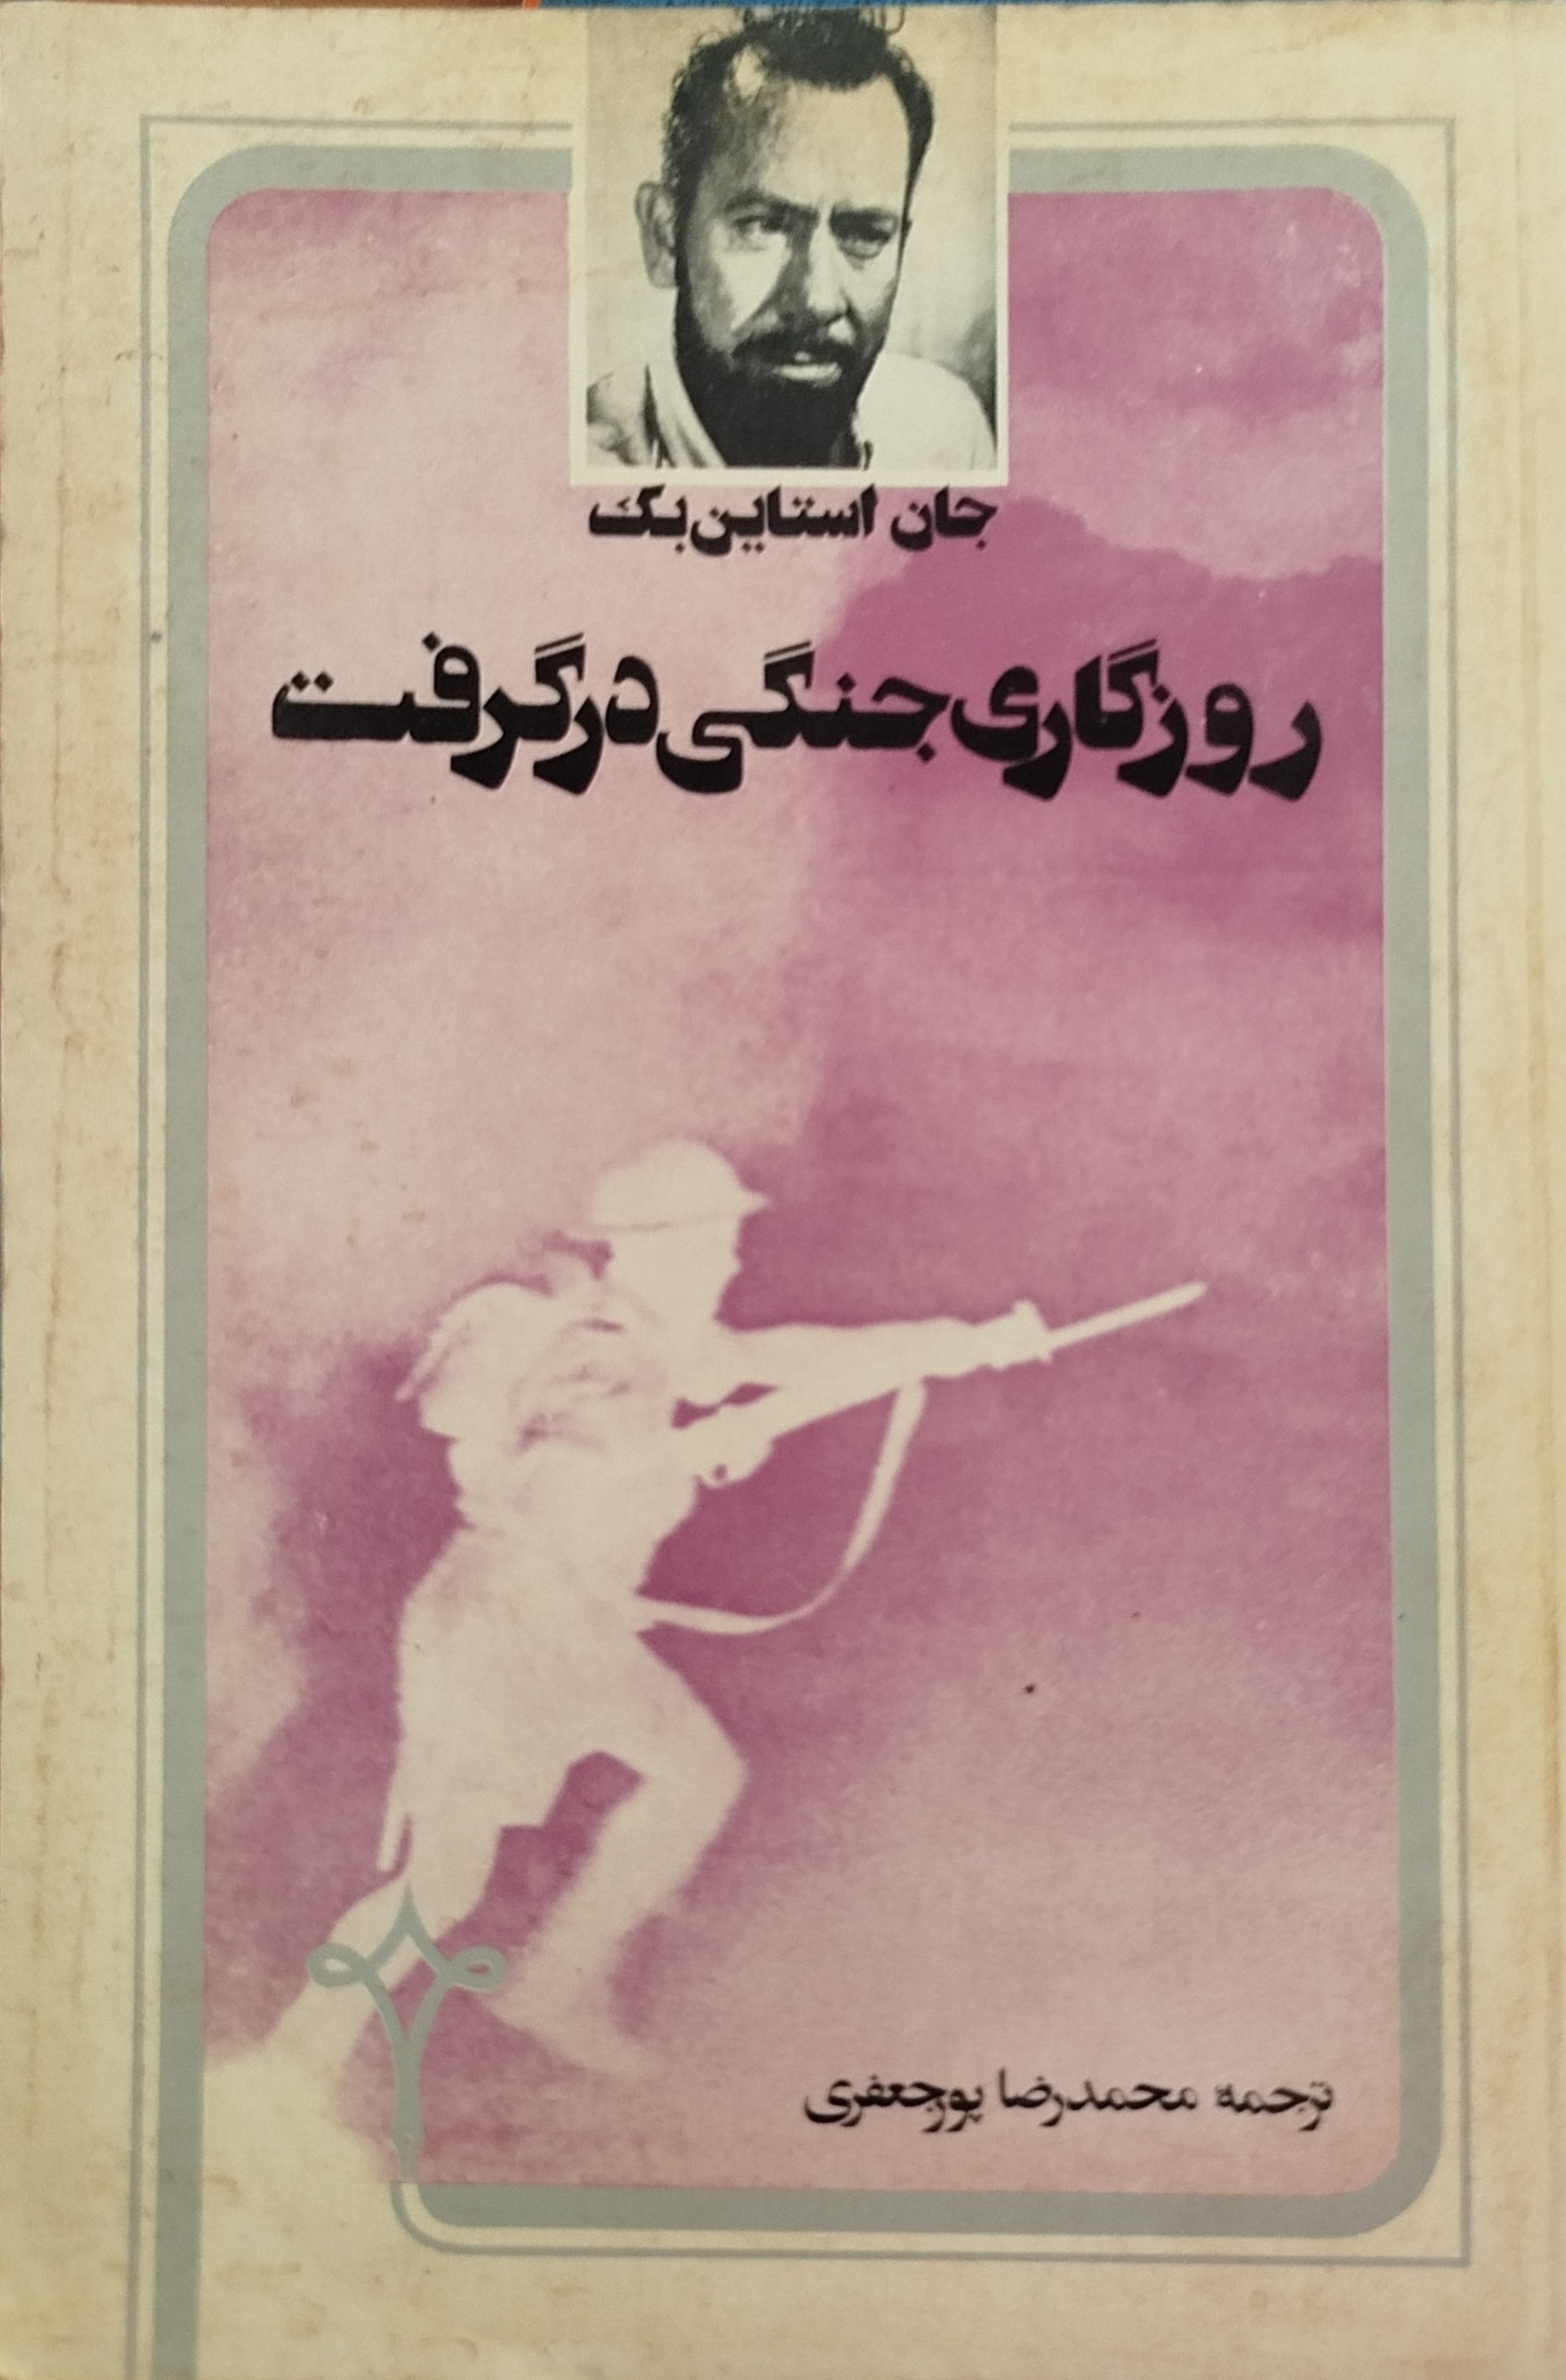 جان استاین‌بک
روزگاری جنگی درگرفت
ترجمه محمدرضا پورجعفری